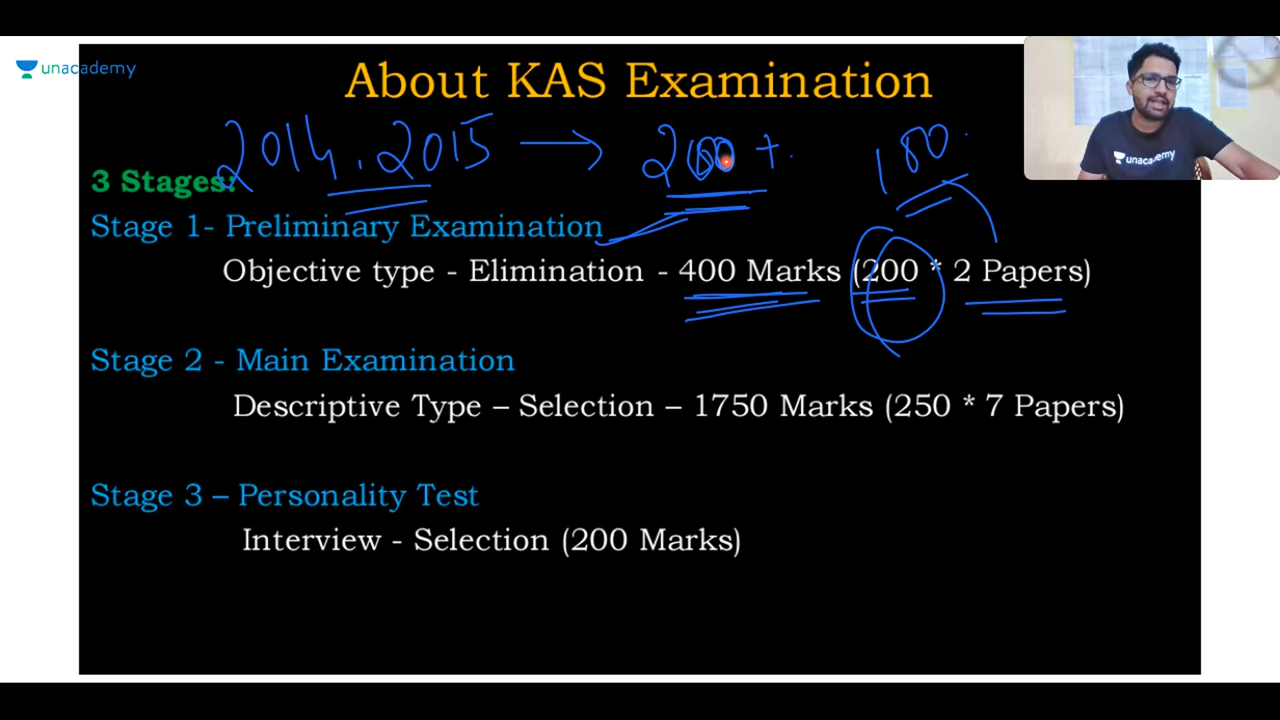 unacademy
About KAS Examination
2014, 2015 → 200 + 180
unacademy
3 Stages:
Stage 1- Preliminary Examination
Objective type - Elimination - 400 Marks (200 * 2 Papers)
Stage 2 - Main Examination
Descriptive Type – Selection – 1750 Marks (250 * 7 Papers)
Stage 3 – Personality Test
Interview - Selection (200 Marks)